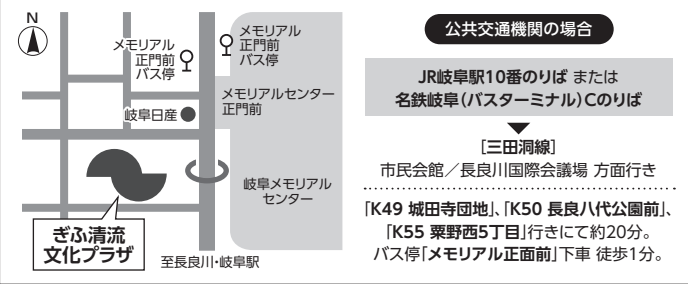 N
メモリアル
正門前
バス停
メモリアル
正門前
バス停
メモリアルセンター
正門前
岐阜日産
岐阜メモリアル
センター
ぎふ清流
文化プラザ
至長良川・岐阜駅
公共交通機関の場合
JR岐阜駅10番のりば または
名鉄岐阜(バスターミナル)Cのりば
[三田洞線]
市民会館／長良川国際会議場 方面行き
「K49 城田寺団地」、「K50 長良八代公園前」、
「K55 粟野西5丁目」行きにて約20分。
バス停「メモリアル正面前」下車 徒歩1分。